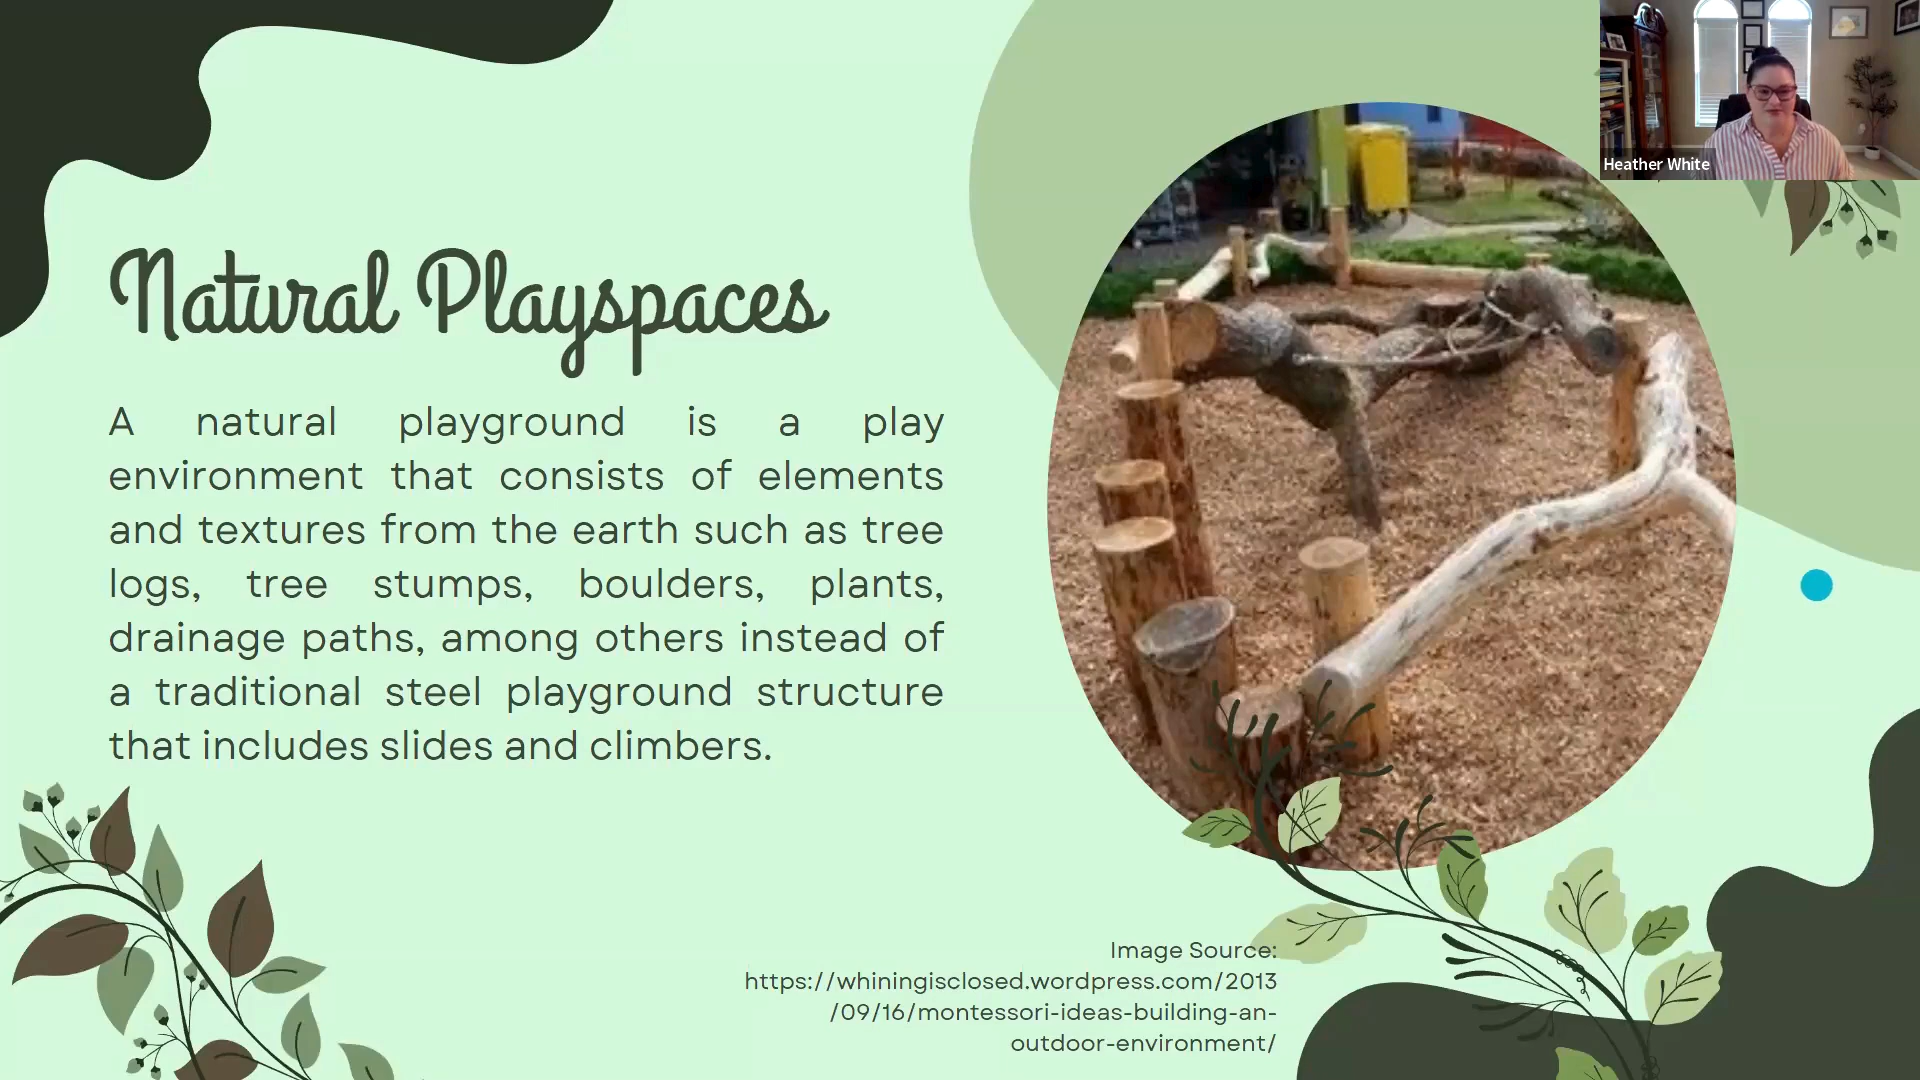 Heather White
Natural Playspaces
A natural playground is a play
environment that consists of elements
and textures from the earth such as tree
logs, tree stumps, boulders, plants,
drainage paths, among others instead of
a traditional steel playground structure
that includes slides and climbers.
Image Source:
https://whiningisclosed.wordpress.com/2013
/09/16/montessori-ideas-building-an-
outdoor-environment/